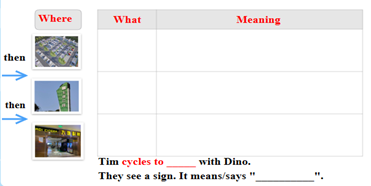 Where
What Meaning
then
then
Tim cycles to _____ with Dino.
They see a sign. It means/says "__________".